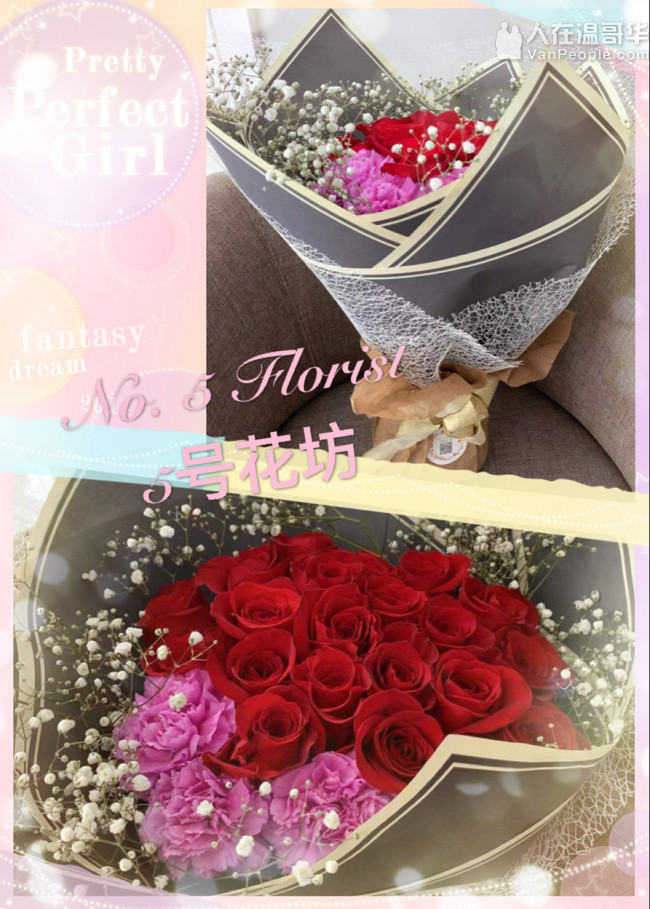 人在温哥华
VanPeople.com
Pretty
Perfect
Girl
fantasy
dream
No. 5 Florist
5号花坊